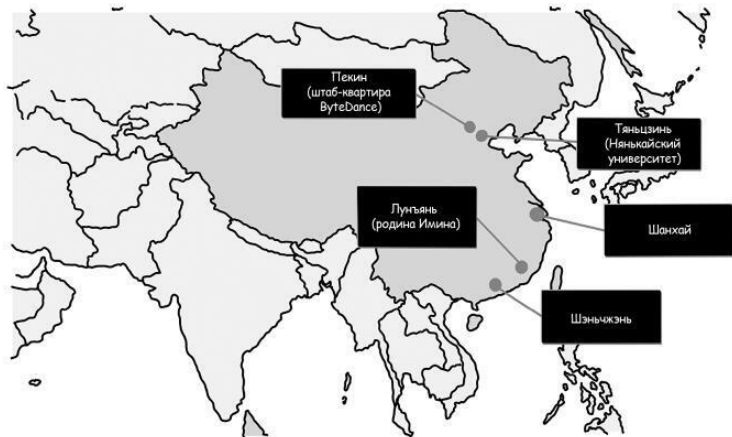 Пекин
(штаб-квартира
ByteDance)
Тяньцзинь
(Нянькайский
университет)
Лунъянь
(родина Имина)
Шанхай
Шэньчжэнь